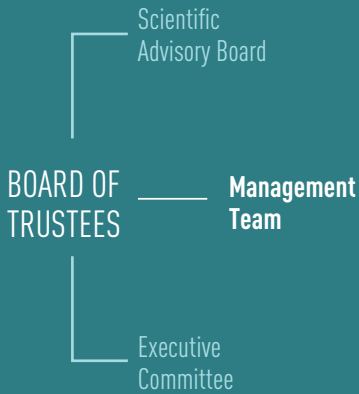 Scientific
Advisory Board
BOARD OF
TRUSTEES
Management
Team
Executive
Committee